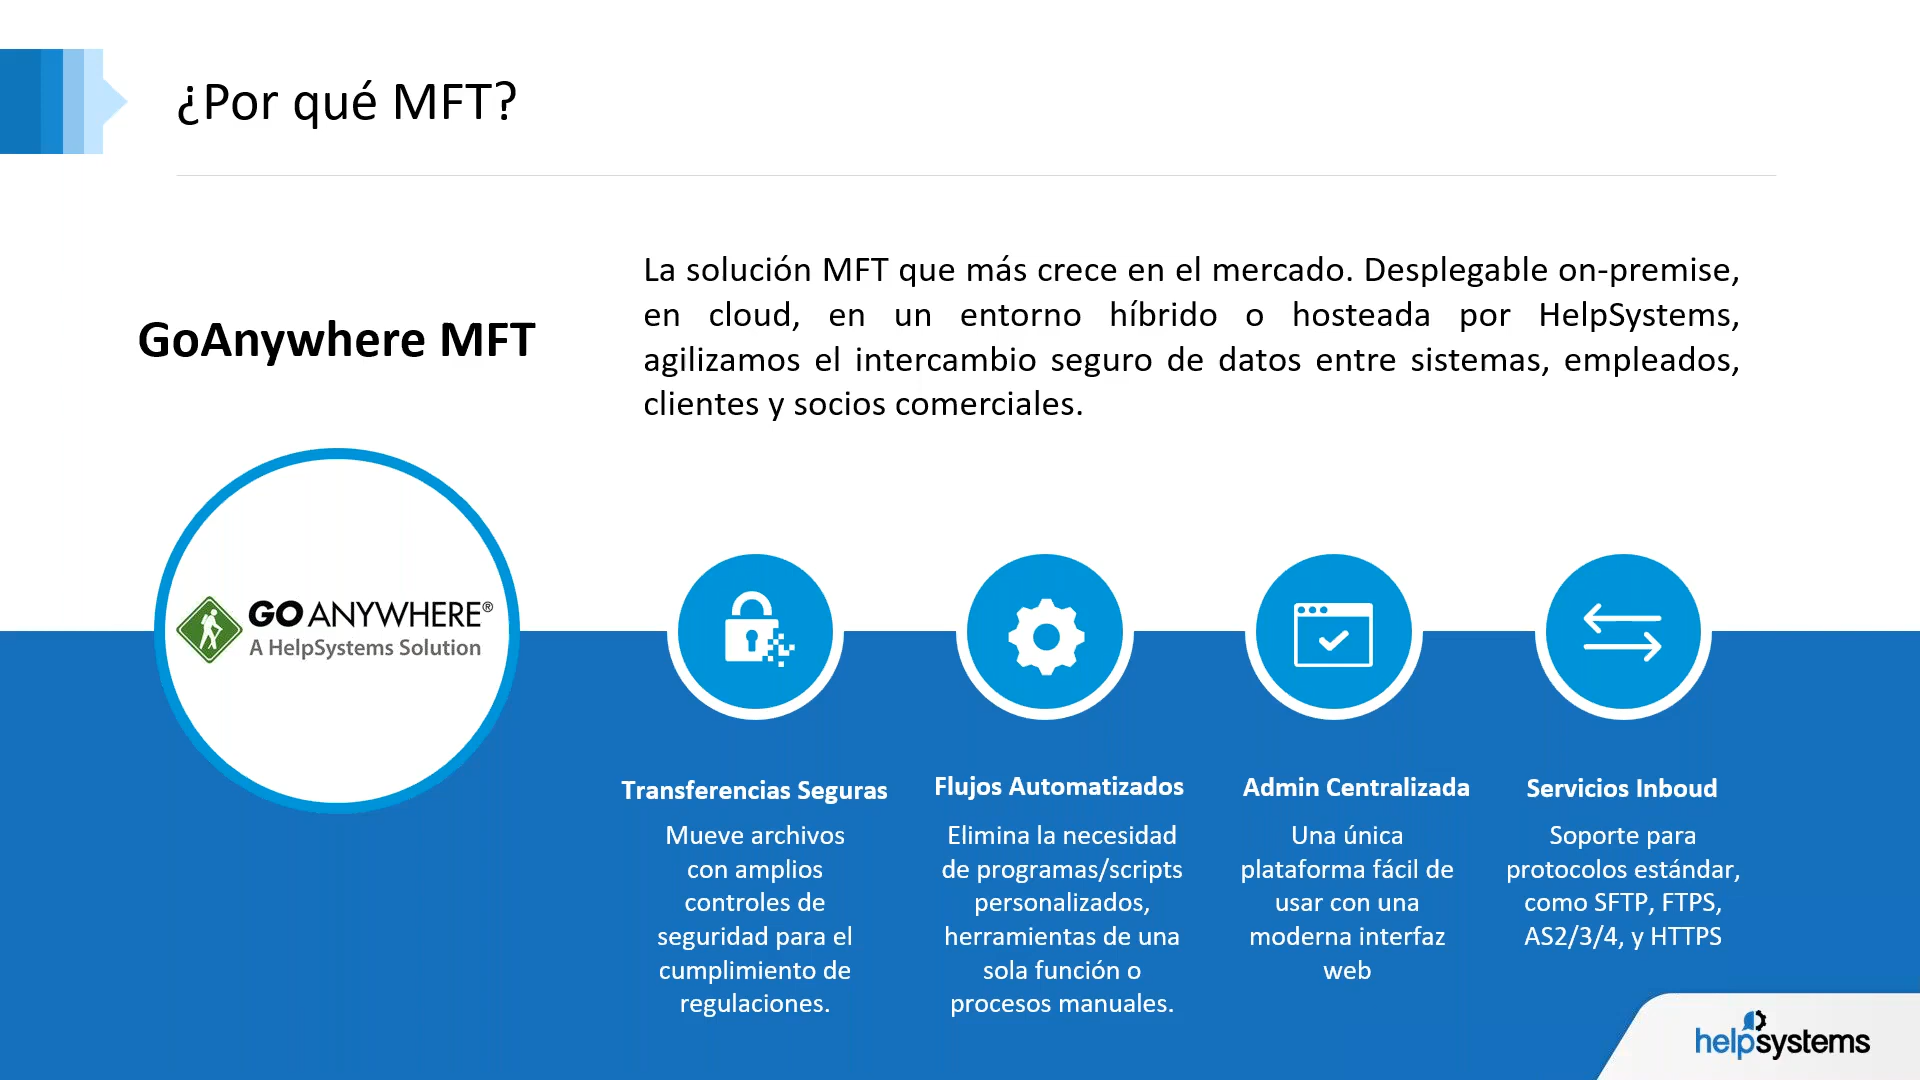 ¿Por qué MFT?
GoAnywhere MFT
La solución MFT que más crece en el mercado. Desplegable on-premise,
en cloud, en un entorno híbrido o hosteada por HelpSystems,
agilizamos el intercambio seguro de datos entre sistemas, empleados,
clientes y socios comerciales.
GO ANYWHERE®
A HelpSystems Solution
Transferencias Seguras
Mueve archivos
con amplios
controles de
seguridad para el
cumplimiento de
regulaciones.
Flujos Automatizados
Elimina la necesidad
de programas/scripts
personalizados,
herramientas de una
sola función o
procesos manuales.
Admin Centralizada
Una única
plataforma fácil de
usar con una
moderna interfaz
web
Servicios Inboud
Soporte para
protocolos estándar,
como SFTP, FTPS,
AS2/3/4, y HTTPS
helpsystems